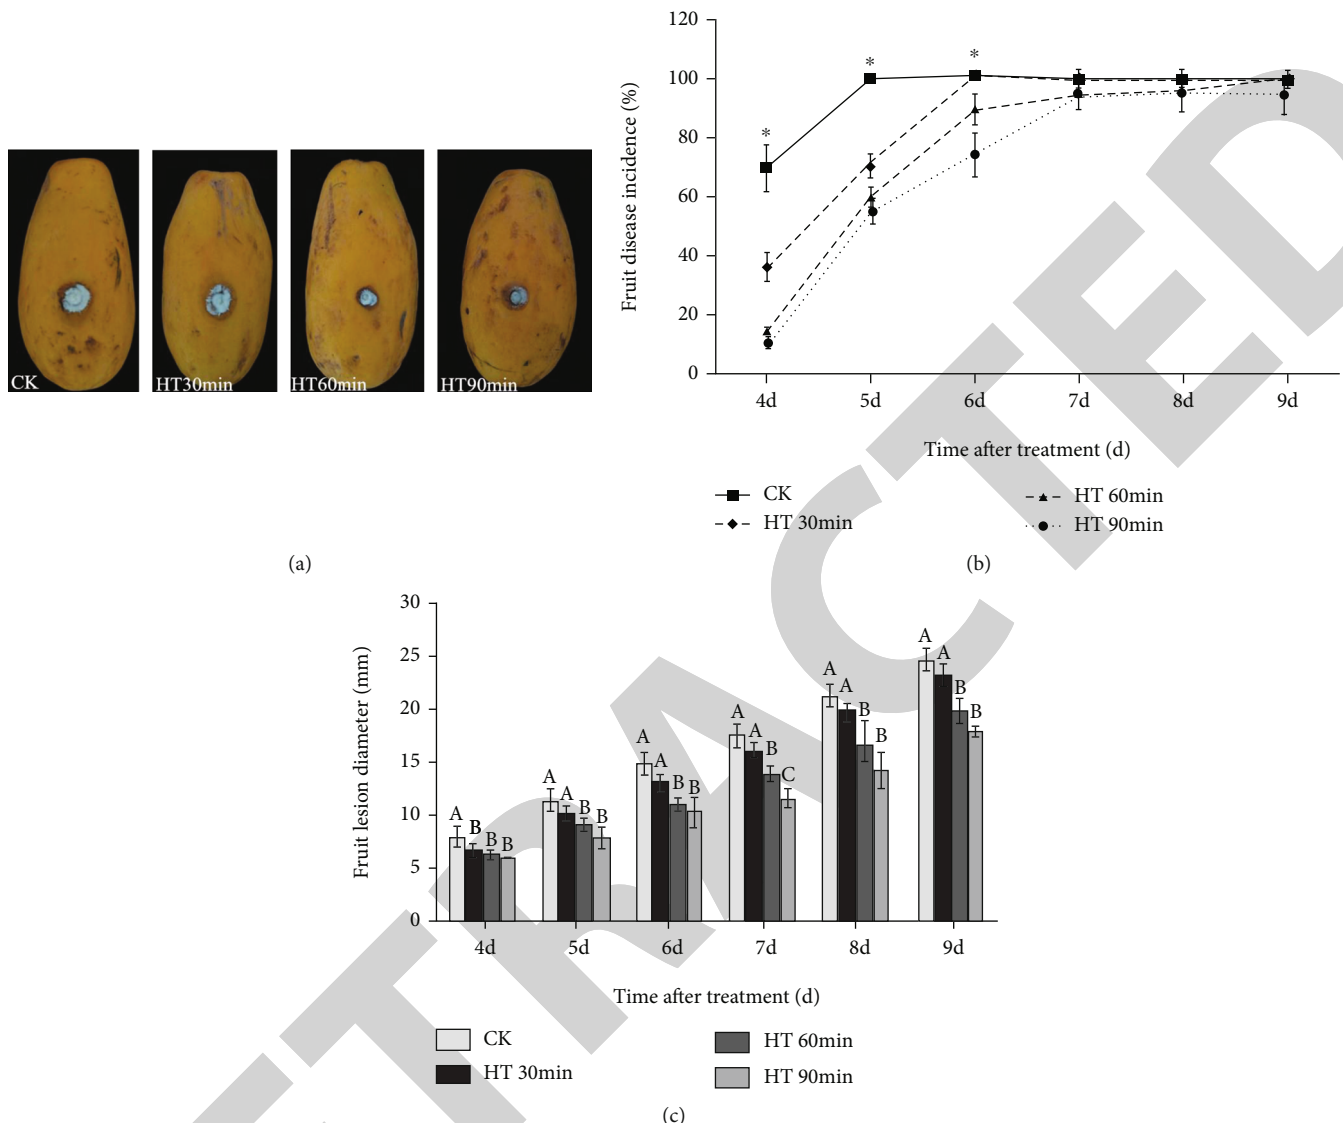 CK
HT30min
HT60min
HT90min
(a)
120
100
80
60
40
20
0
Fruit disease incidence (%)
*
*
*
4d
5d
6d
7d
8d
9d
Time after treatment (d)
CK
HT 30min
HT 60min
HT 90min
(b)
30
25
20
15
10
5
0
Fruit lesion diameter (mm)
A B B B
A A B B
A A B B
A A B C
A A B B
A A B B
4d
5d
6d
7d
8d
9d
Time after treatment (d)
CK
HT 30min
HT 60min
HT 90min
(c)
ETRACTED